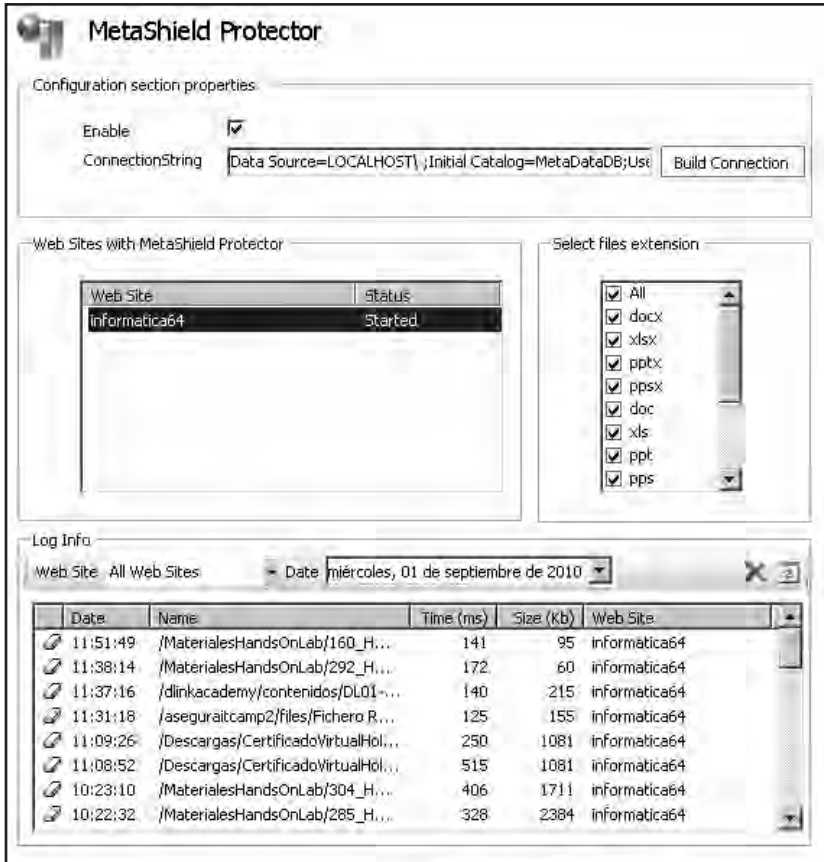 MetaShield Protector
Configuration section properties
Enable
ConnectionString Data Source=LOCALHOST\ ;Initial Catalog=MetaDataDB;Use Build Connection
Web Sites with MetaShield Protector
Web Site Status
informatica64 Started
Select files extension
All
docx
xlsx
pptx
ppsx
doc
xls
ppt
pps
Log Info
Web Site All Web Sites Date miércoles, 01 de septiembre de 2010
Date Name Time (ms) Size (Kb) Web Site
11:51:49 /MaterialesHandsOnLab/160_H... 141 95 informatica64
11:38:14 /MaterialesHandsOnLab/292_H... 172 60 informatica64
11:37:16 /dlinkacademy/contenidos/DL01-... 140 215 informatica64
11:31:18 /aseguraitcamp2/files/Fichero R... 125 155 informatica64
11:09:26 /Descargas/CertificadoVirtualHol... 250 1081 informatica64
11:08:52 /Descargas/CertificadoVirtualHol... 515 1081 informatica64
10:23:10 /MaterialesHandsOnLab/304_H... 406 1711 informatica64
10:22:32 /MaterialesHandsOnLab/285_H... 328 2384 informatica64